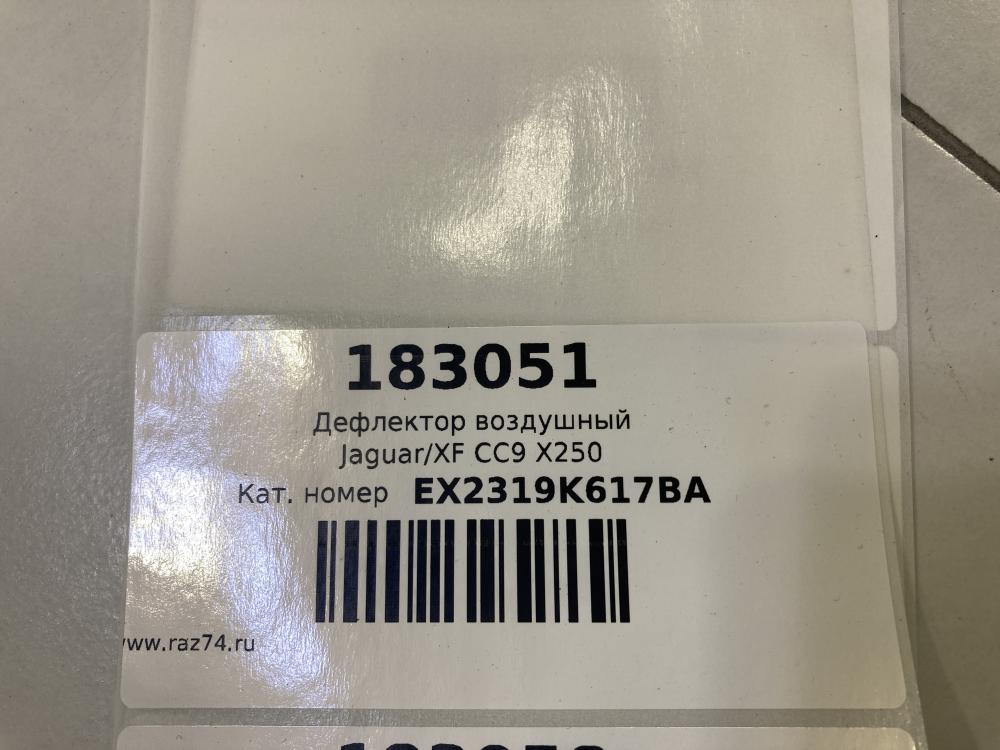 183051
Дефлектор воздушный
Jaguar/XF CC9 X250
Кат. номер EX2319K617BA
www.raz74.ru